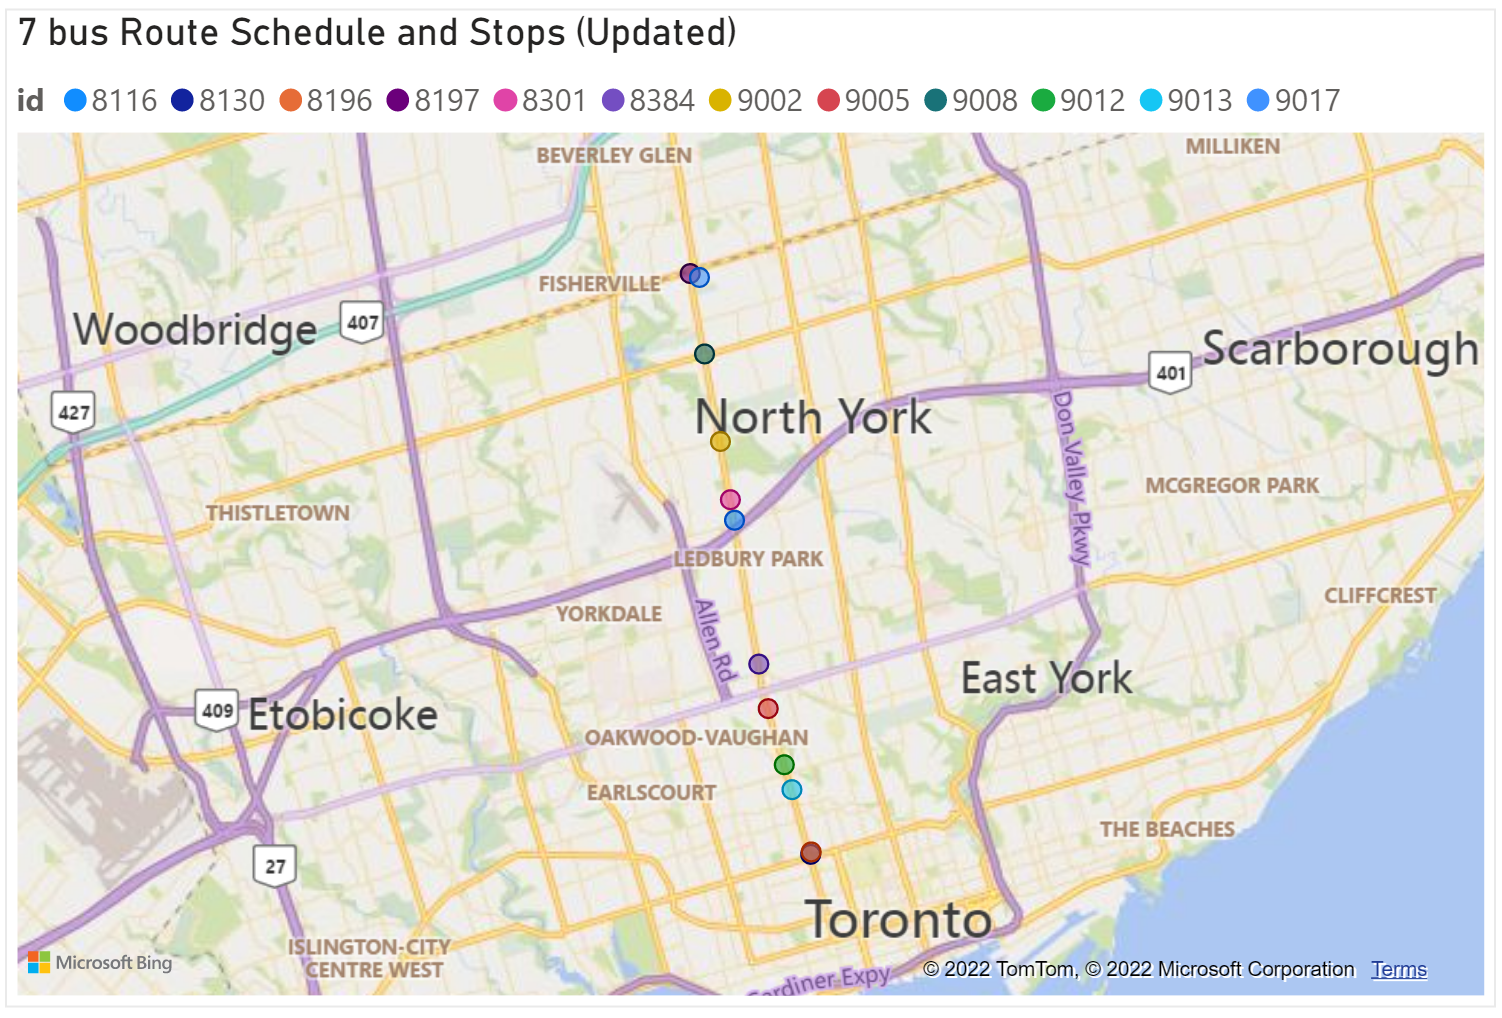 7 bus Route Schedule and Stops (Updated)
id 8116 8130 8196 8197 8301 8384 9002 9005 9008 9012 9013 9017
MILLIKEN
BEVERLEY GLEN
FISHERVILLE
407
Woodbridge
Scarborough
401
427
North York
Don Valley Pkwy
MCGREGOR PARK
THISTLETOWN
LEDBURY PARK
CLIFFCREST
YORKDALE
Allen Rd
East York
409
Etobicoke
OAKWOOD-VAUGHAN
EARLSCOURT
THE BEACHES
27
Toronto
ISLINGTON-CITY
CENTRE WEST
Microsoft Bing
Gardiner Expy
© 2022 TomTom, © 2022 Microsoft Corporation Terms